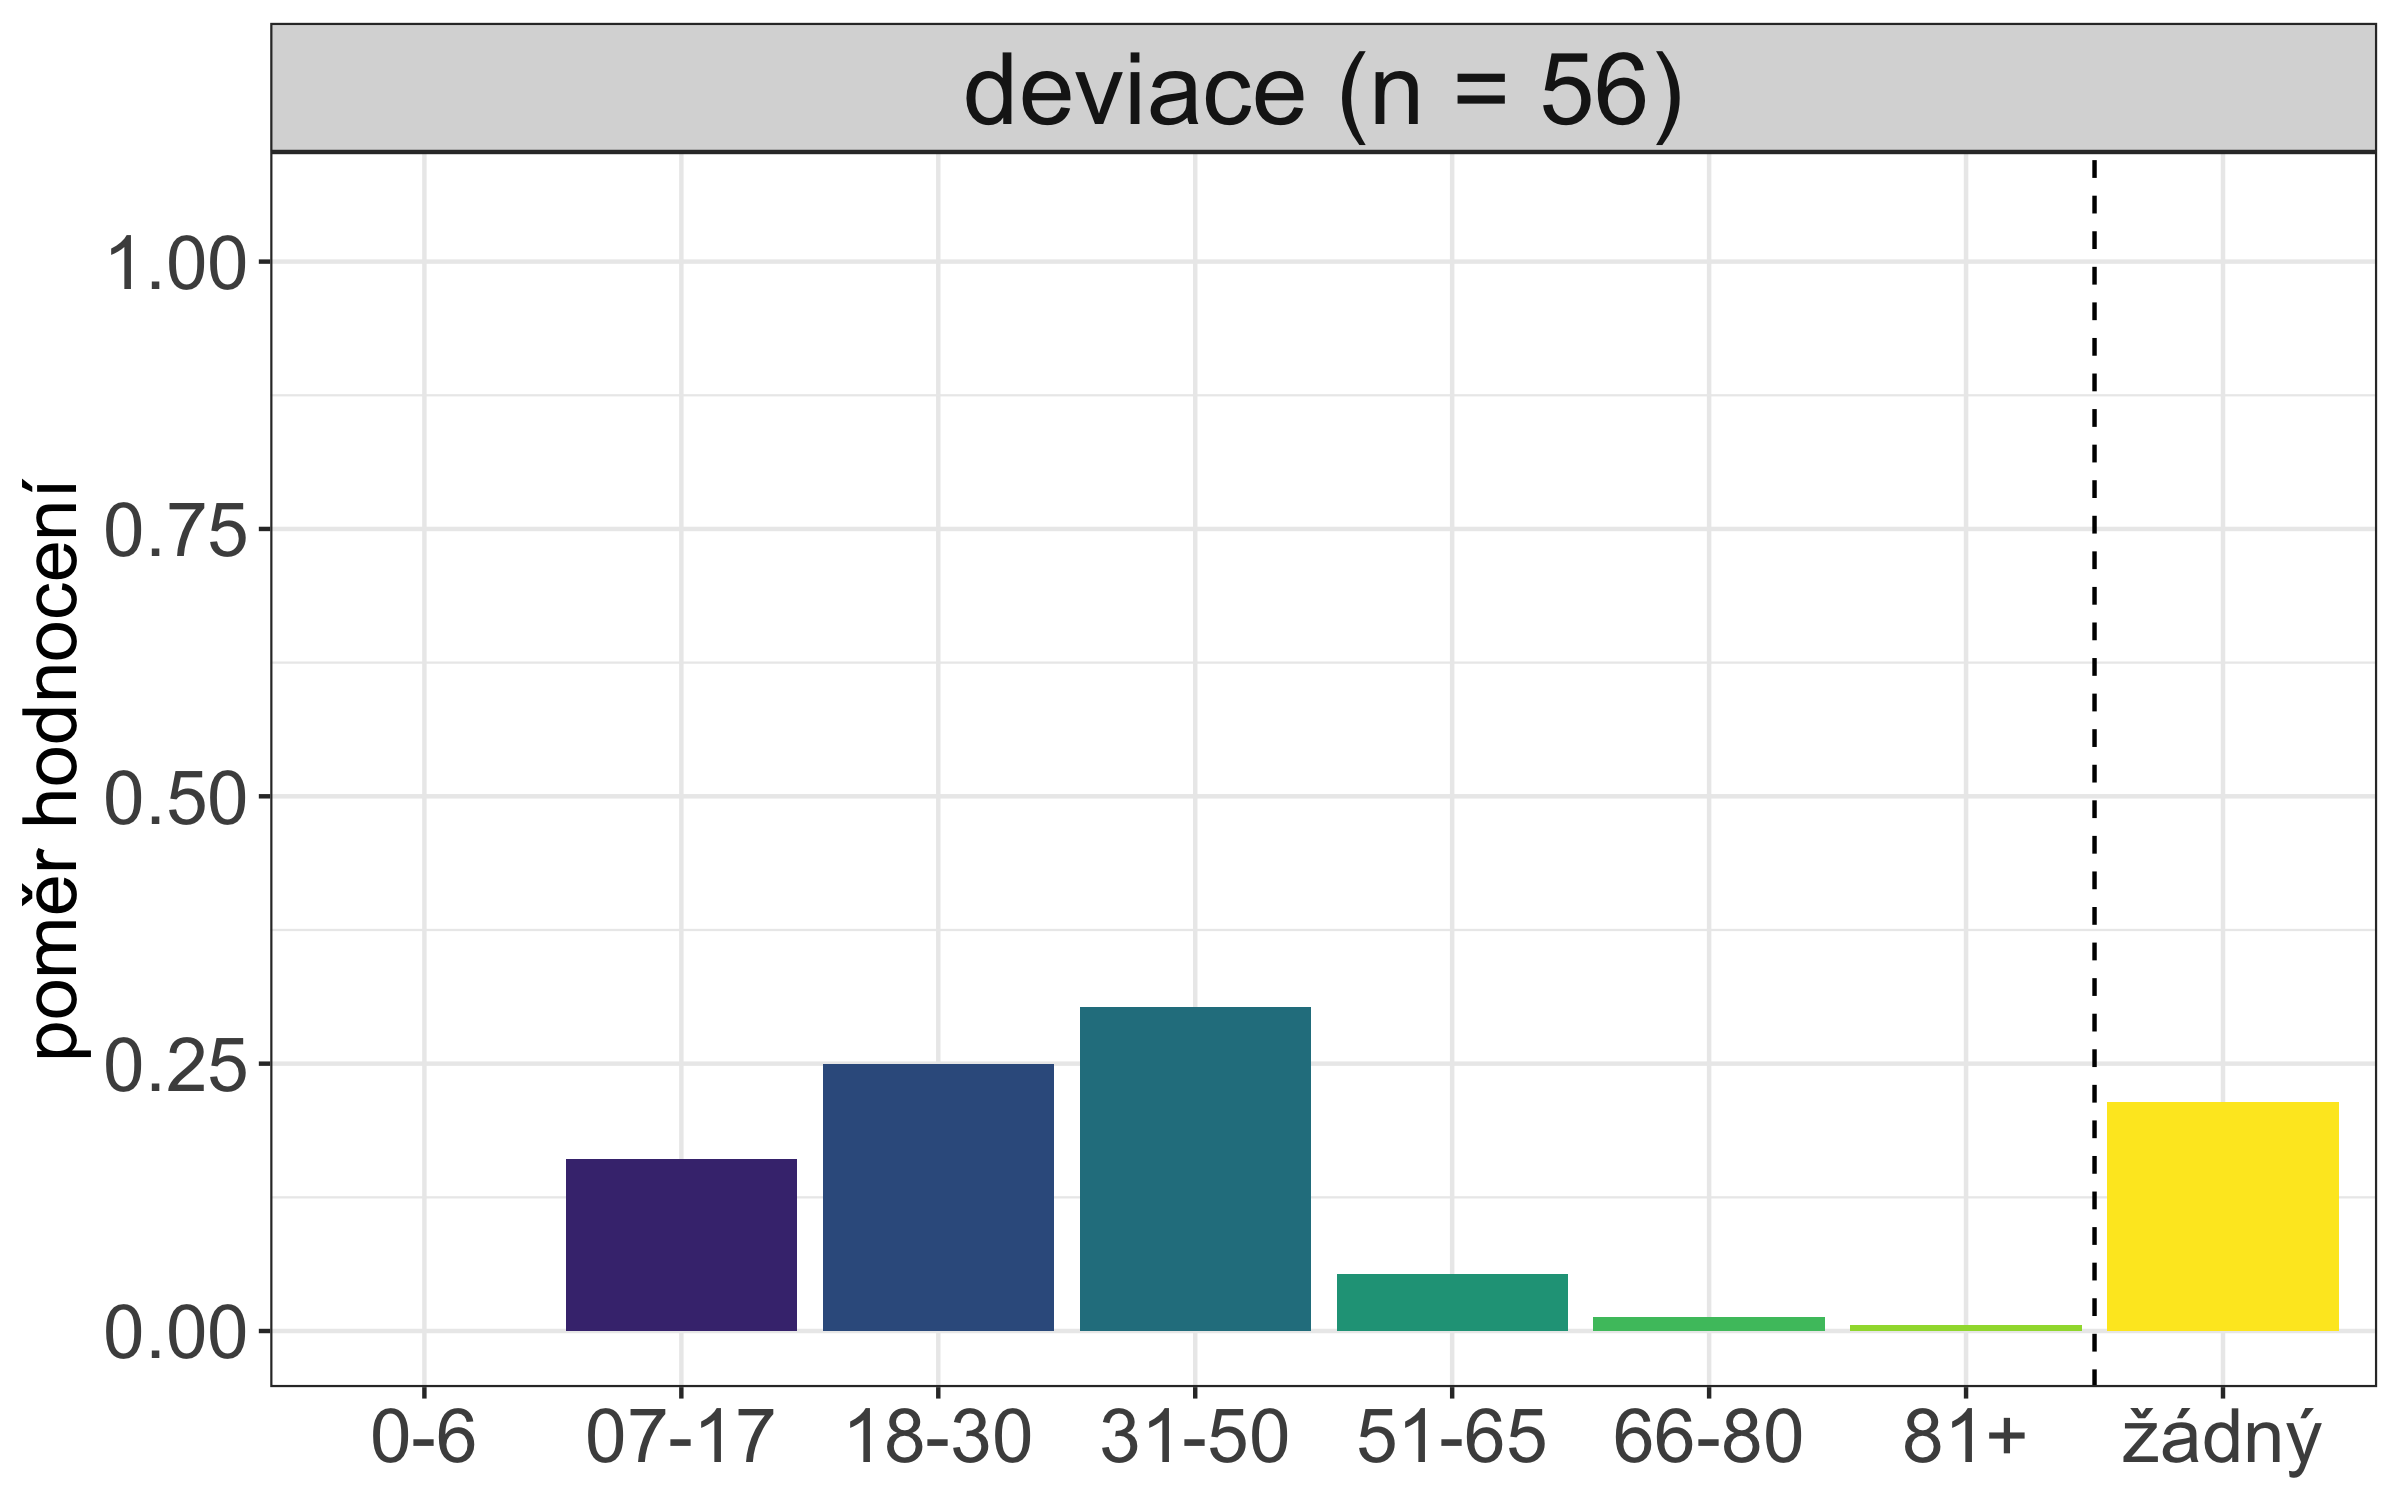 deviace (n = 56)
poměr hodnocení
1.00
0.75
0.50
0.25
0.00
0-6 07-17 18-30 31-50 51-65 66-80 81+ žádný